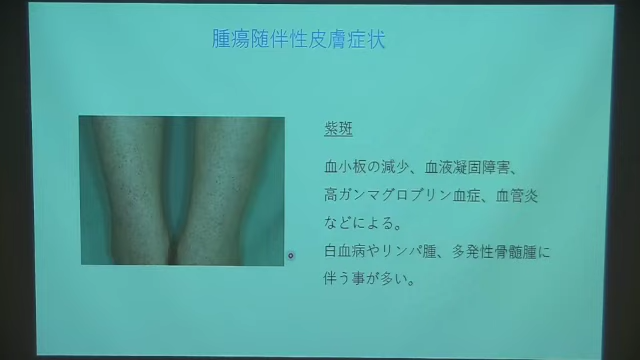 腫瘍随伴性皮膚症状
紫斑
血小板の減少、血液凝固障害、
高ガンマグロブリン血症、血管炎
などによる。
白血病やリンパ腫、多発性骨髄腫に
伴う事が多い。